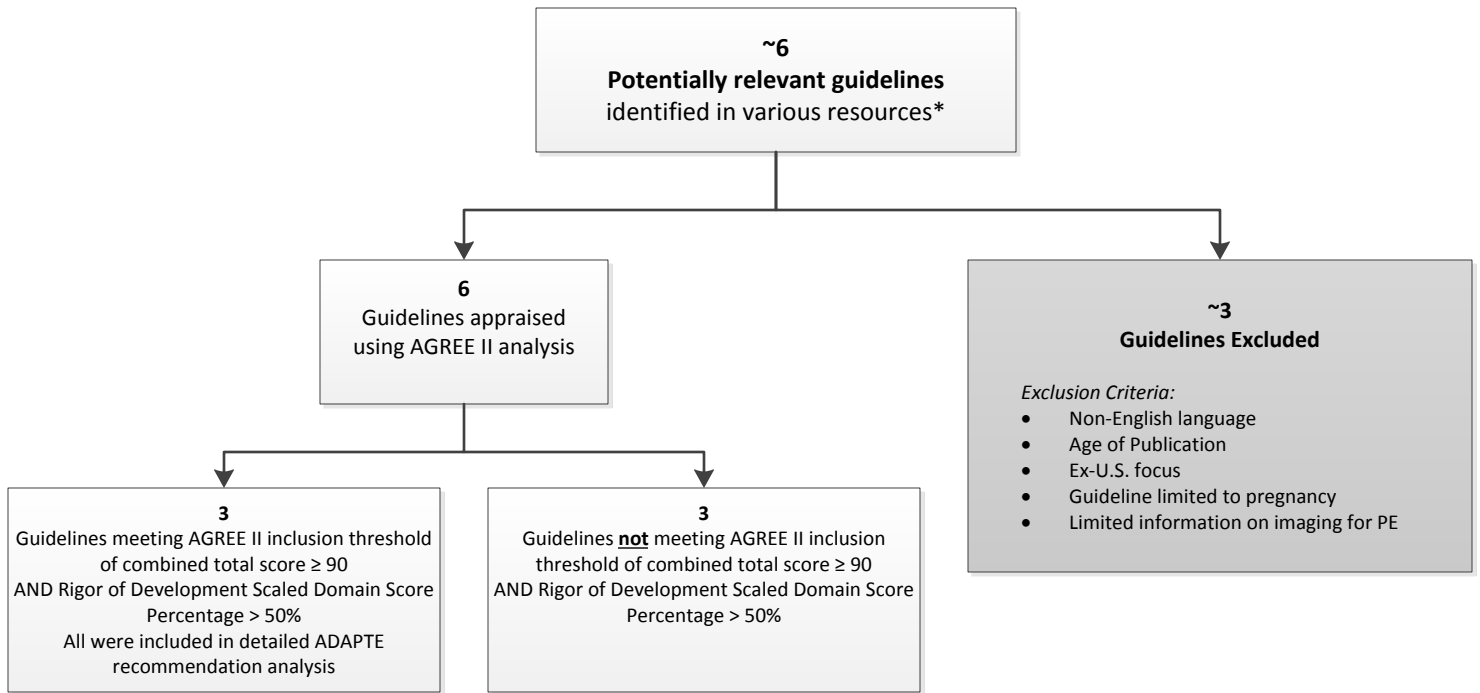 ~6
Potentially relevant guidelines
identified in various resources*
6
Guidelines appraised
using AGREE II analysis
~3
Guidelines Excluded
Exclusion Criteria:
• Non-English language
• Age of Publication
• Ex-U.S. focus
• Guideline limited to pregnancy
• Limited information on imaging for PE
3
Guidelines meeting AGREE II inclusion threshold
of combined total score ≥ 90
AND Rigor of Development Scaled Domain Score
Percentage > 50%
All were included in detailed ADAPTE
recommendation analysis
3
Guidelines not meeting AGREE II inclusion
threshold of combined total score ≥ 90
AND Rigor of Development Scaled Domain Score
Percentage > 50%